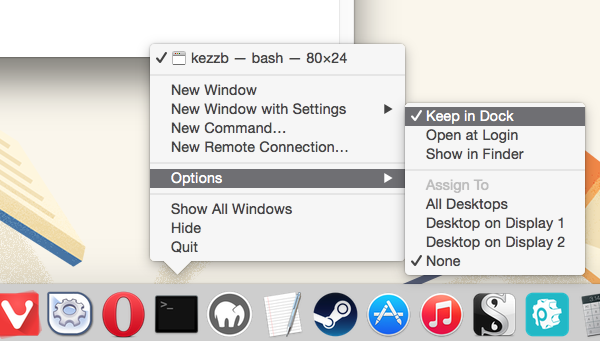 ✓ kezzb — bash — 80×24
New Window
New Window with Settings ▶
New Command...
New Remote Connection...
Options ▶
Show All Windows
Hide
Quit
✓ Keep in Dock
Open at Login
Show in Finder
Assign To
All Desktops
Desktop on Display 1
Desktop on Display 2
✓ None
>_